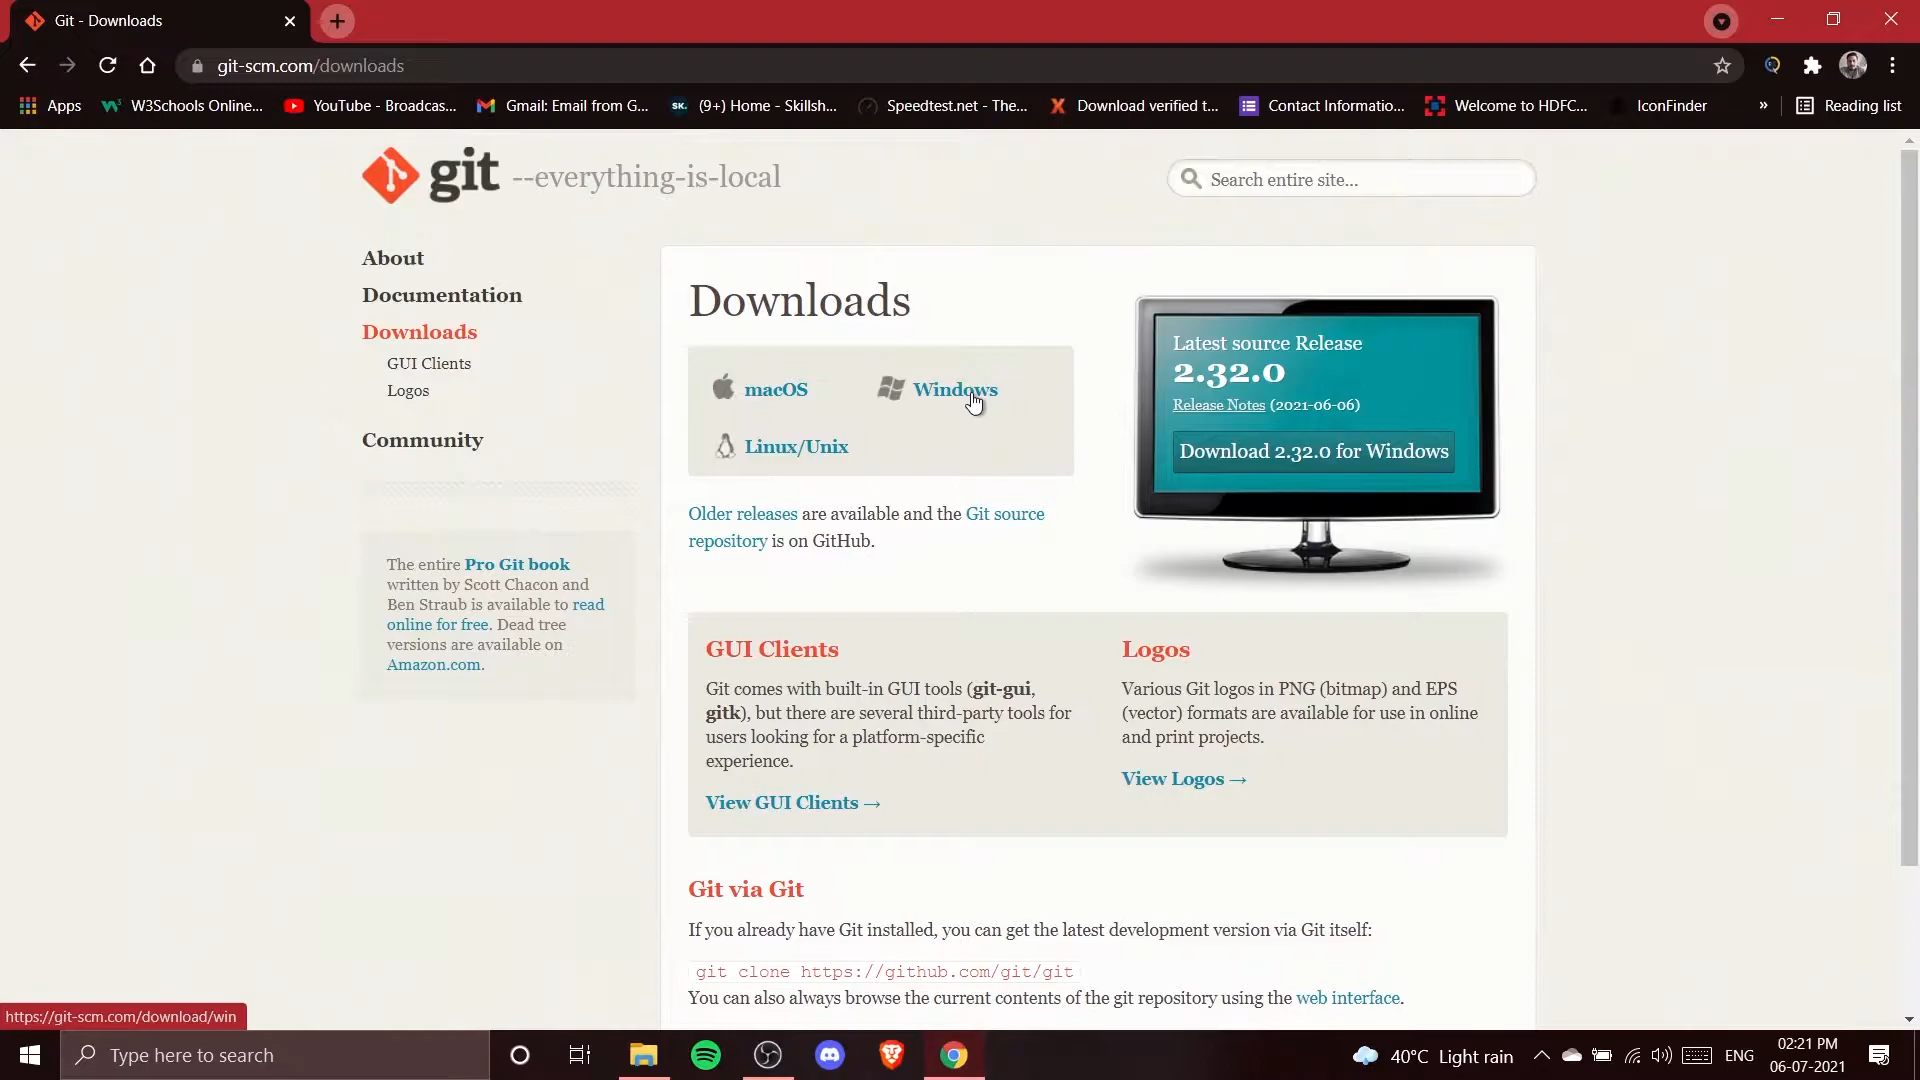 Git - Downloads
git-scm.com/downloads
Apps
W3Schools Online...
YouTube - Broadcas...
Gmail: Email from G...
SK.
(9+) Home - Skillsh...
Speedtest.net - The...
Download verified t...
Contact Informatio...
Welcome to HDFC...
IconFinder
»
Reading list
git --everything-is-local
Search entire site...
About
Documentation
Downloads
GUI Clients
Logos
Community
The entire Pro Git book
written by Scott Chacon and
Ben Straub is available to read
online for free. Dead tree
versions are available on
Amazon.com.
Downloads
macOS
Windows
Linux/Unix
Older releases are available and the Git source
repository is on GitHub.
Latest source Release
2.32.0
Release Notes (2021-06-06)
Download 2.32.0 for Windows
GUI Clients
Git comes with built-in GUI tools (git-gui,
gitk), but there are several third-party tools for
users looking for a platform-specific
experience.
View GUI Clients →
Logos
Various Git logos in PNG (bitmap) and EPS
(vector) formats are available for use in online
and print projects.
View Logos →
Git via Git
If you already have Git installed, you can get the latest development version via Git itself:
git clone https://github.com/git/git
You can also always browse the current contents of the git repository using the web interface.
https://git-scm.com/download/win
Type here to search
40°C Light rain
ENG
02:21 PM
06-07-2021